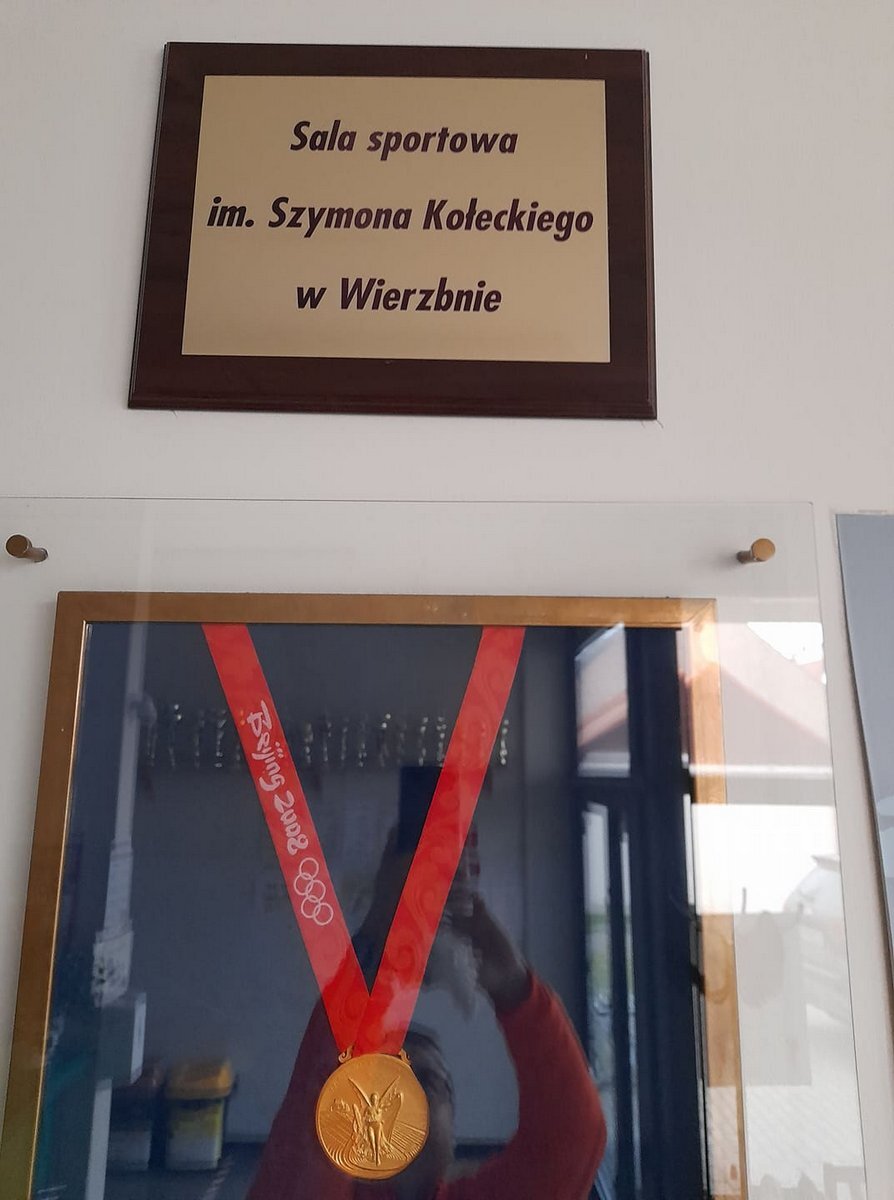 Sala sportowa
im. Szymona Kołeckiego
w Wierzbnie
Beijing 2008